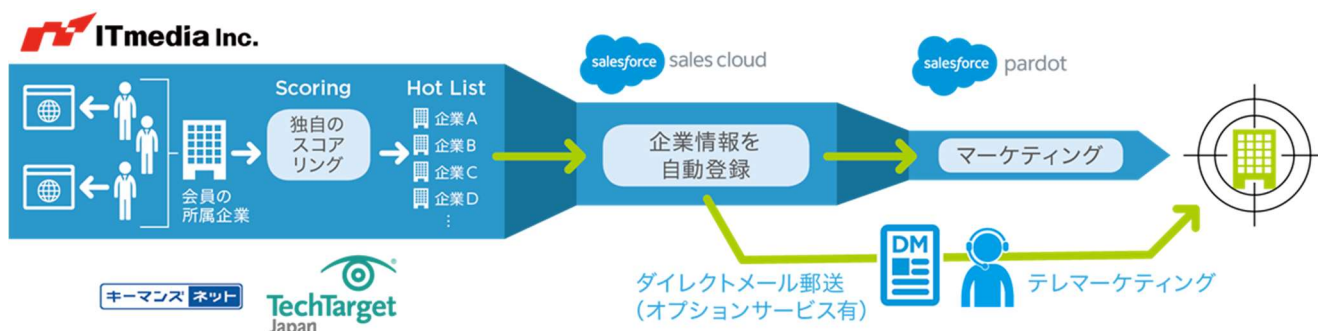 ITmedia Inc.
salesforce sales cloud
salesforce pardot
Scoring
Hot List
独自の
スコア
リング
企業A
企業B
企業C
企業D
⋮
会員の
所属企業
企業情報を
自動登録
マーケティング
キーマンズネット
TechTarget
Japan
DM
ダイレクトメール郵送
（オプションサービス有）
テレマーケティング